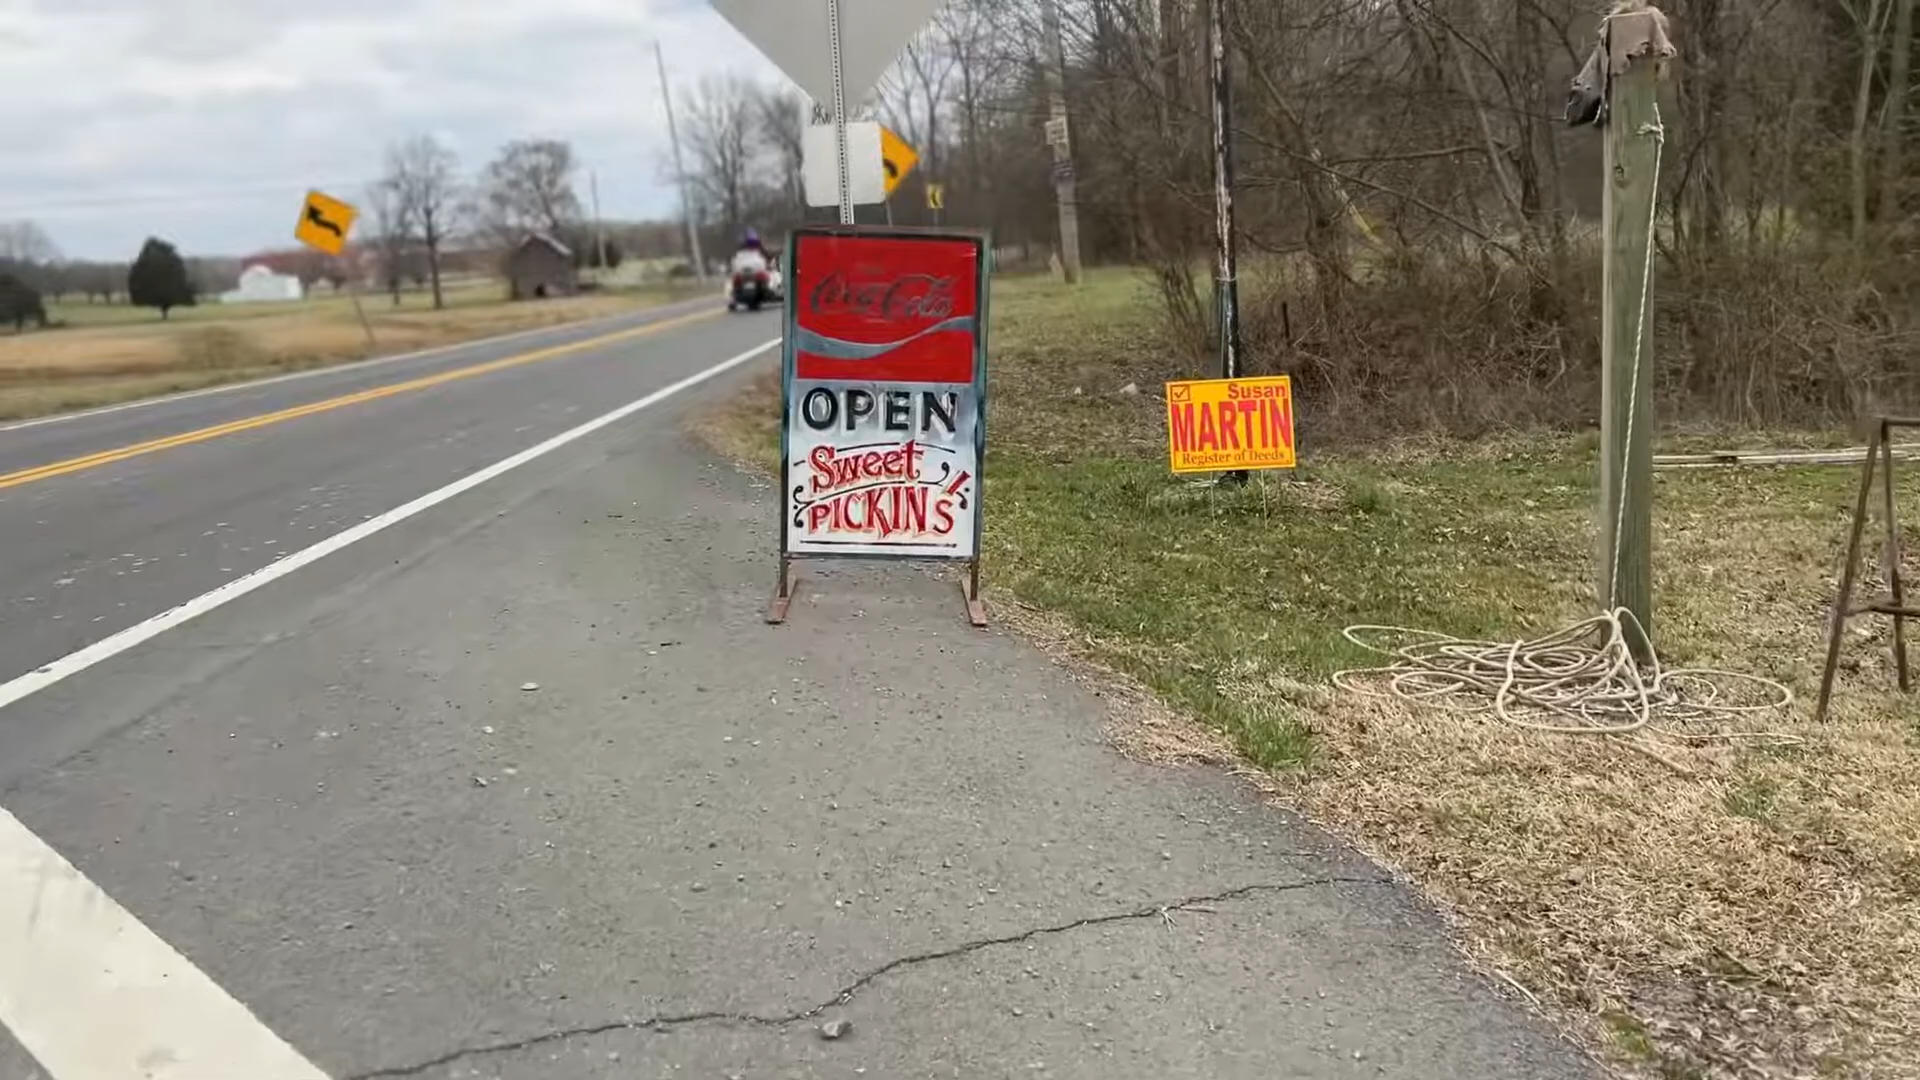 Coca-Cola
OPEN
Sweet
PICKINS
Susan
MARTIN
Register of Deeds